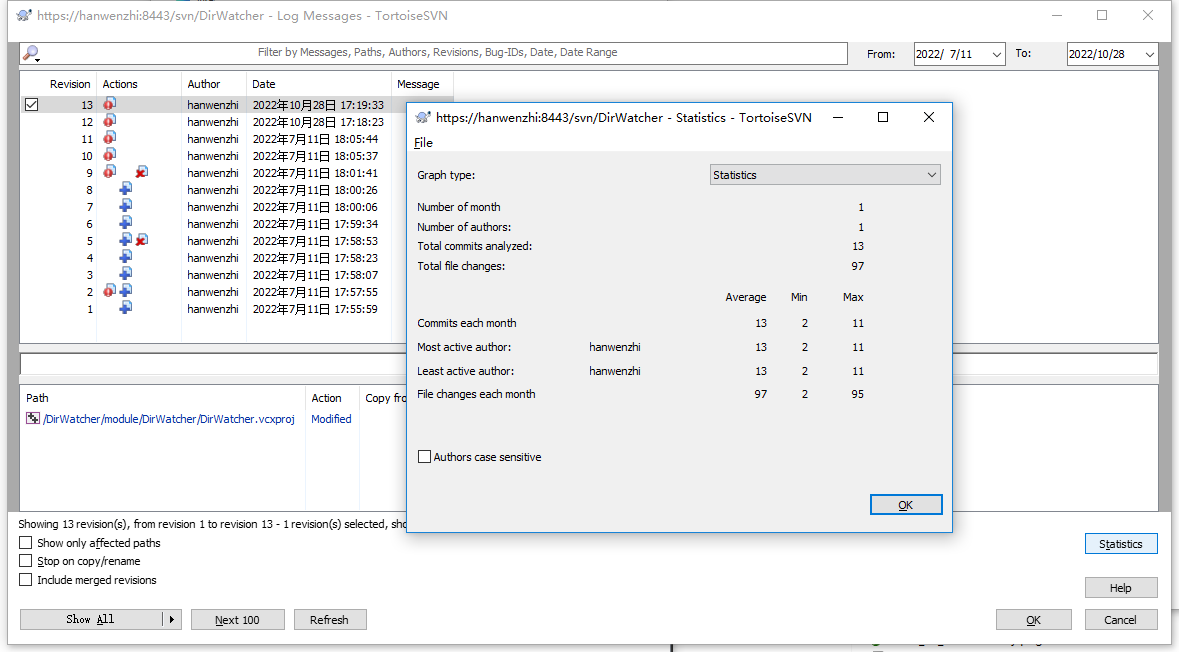 https://hanwenzhi:8443/svn/DirWatcher - Log Messages - TortoiseSVN
Filter by Messages, Paths, Authors, Revisions, Bug-IDs, Date, Date Range
From: 2022/ 7/11 To: 2022/10/28
Revision Actions Author Date Message
13 hanwenzhi 2022年10月28日 17:19:33
12 hanwenzhi 2022年10月28日 17:18:23
11 hanwenzhi 2022年7月11日 18:05:44
10 hanwenzhi 2022年7月11日 18:05:37
9 hanwenzhi 2022年7月11日 18:01:41
8 hanwenzhi 2022年7月11日 18:00:26
7 hanwenzhi 2022年7月11日 18:00:06
6 hanwenzhi 2022年7月11日 17:59:34
5 hanwenzhi 2022年7月11日 17:58:53
4 hanwenzhi 2022年7月11日 17:58:23
3 hanwenzhi 2022年7月11日 17:58:07
2 hanwenzhi 2022年7月11日 17:57:55
1 hanwenzhi 2022年7月11日 17:55:59
https://hanwenzhi:8443/svn/DirWatcher - Statistics - TortoiseSVN
File
Graph type: Statistics
Number of month 1
Number of authors: 1
Total commits analyzed: 13
Total file changes: 97
Average Min Max
Commits each month 13 2 11
Most active author: hanwenzhi 13 2 11
Least active author: hanwenzhi 13 2 11
File changes each month 97 2 95
Authors case sensitive
OK
Path Action Copy
/DirWatcher/module/DirWatcher/DirWatcher.vcxproj Modified
Showing 13 revision(s), from revision 1 to revision 13 - 1 revision(s) selected,
Show only affected paths
Stop on copy/rename
Include merged revisions
Statistics
Help
Show All Next 100 Refresh OK Cancel